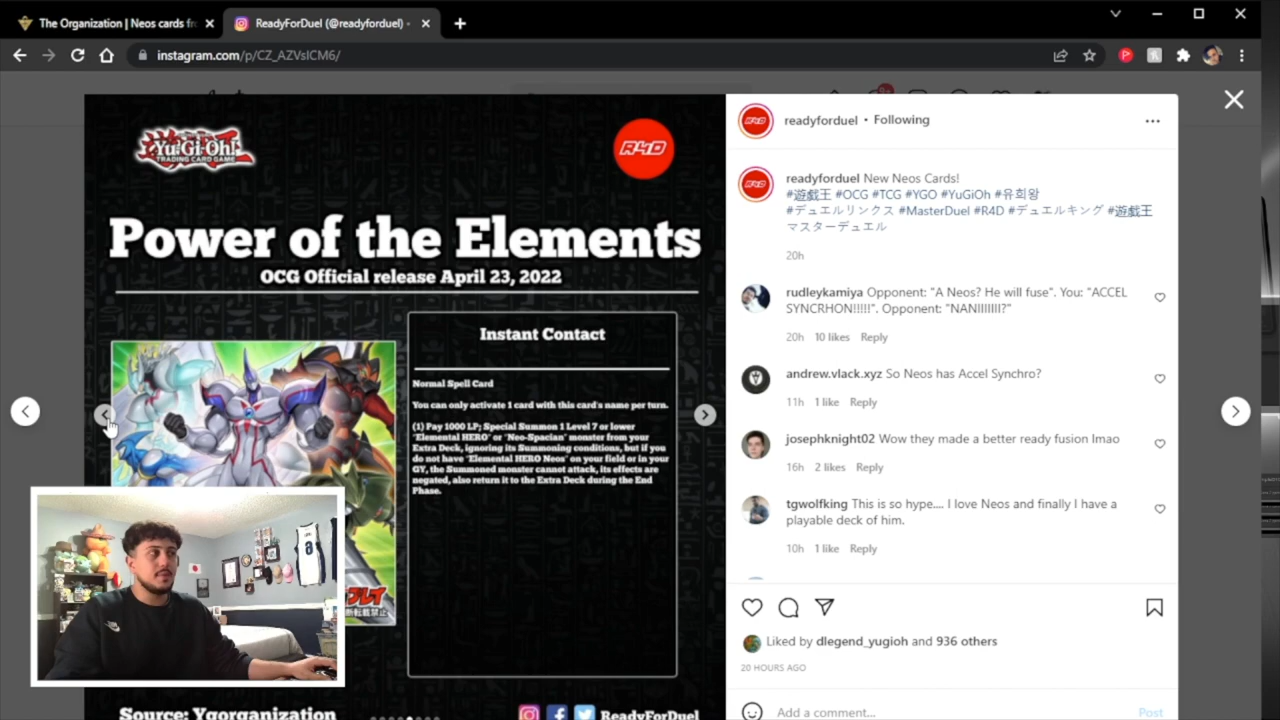 The Organization | Neos cards fr
ReadyForDuel (@readyforduel) •
instagram.com/p/CZ_AZVsICM6/
Yu-Gi-Oh!
TRADING CARD GAME
R4D
Power of the Elements
OCG Official release April 23, 2022
Instant Contact
Normal Spell Card
You can only activate 1 card with this card's name per turn.
(1) Pay 1000 LP; Special Summon 1 Level 7 or lower
"Elemental HERO" or "Neo-Spacian" monster from your
Extra Deck, ignoring its Summoning conditions, but if you
do not have "Elemental HERO Neos" on your field or in your
GY, the Summoned monster cannot attack, its effects are
negated, also return it to the Extra Deck during the End
Phase.
Source: Ygorganization
ReadyForDuel
R4D
readyforduel • Following
R4D
readyforduel New Neos Cards!
#遊戯王 #OCG #TCG #YGO #YuGiOh #유희왕
#デュエルリンクス #MasterDuel #R4D #デュエルキング #遊戯王
マスターデュエル
20h
rudleykamiya Opponent: "A Neos? He will fuse". You: "ACCEL
SYNCRHON!!!!!". Opponent: "NANIIIIIII?"
20h 10 likes Reply
andrew.vlack.xyz So Neos has Accel Synchro?
11h 1 like Reply
josephknight02 Wow they made a better ready fusion lmao
16h 2 likes Reply
tgwolfking This is so hype.... I love Neos and finally I have a
playable deck of him.
10h 1 like Reply
Liked by dlegend_yugioh and 936 others
20 HOURS AGO
Add a comment...
Post